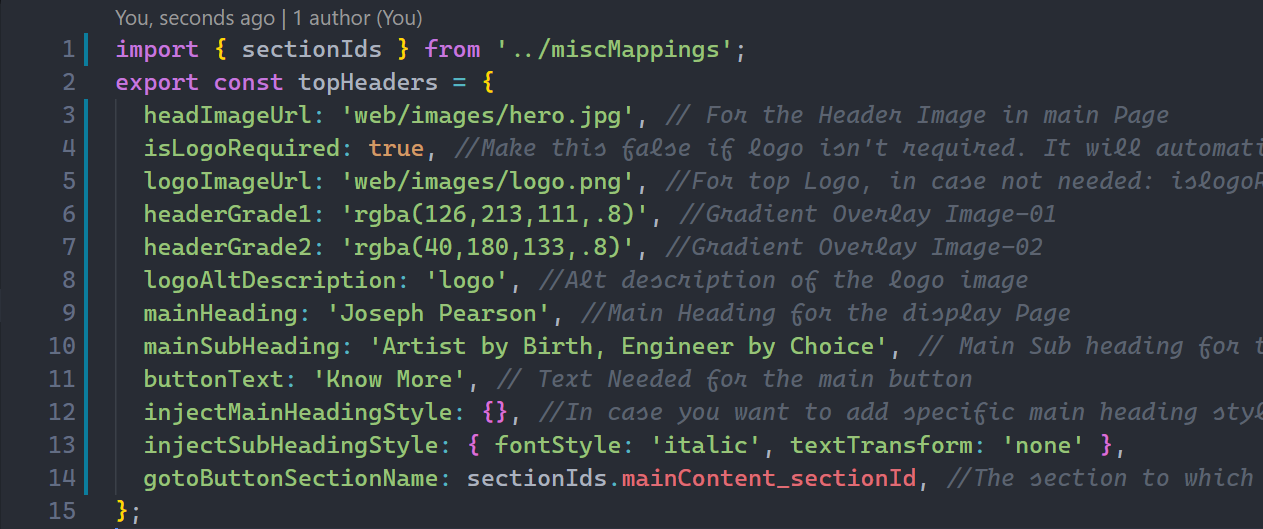 You, seconds ago | 1 author (You)
1 import { sectionIds } from '../miscMappings';
2 export const topHeaders = {
3 headImageUrl: 'web/images/hero.jpg', // For the Header Image in main Page
4 isLogoRequired: true, //Make this false if logo isn't required. It will automati
5 logoImageUrl: 'web/images/logo.png', //For top Logo, in case not needed: islogoR
6 headerGrade1: 'rgba(126,213,111,.8)', //Gradient Overlay Image-01
7 headerGrade2: 'rgba(40,180,133,.8)', //Gradient Overlay Image-02
8 logoAltDescription: 'logo', //Alt description of the logo image
9 mainHeading: 'Joseph Pearson', //Main Heading for the display Page
10 mainSubHeading: 'Artist by Birth, Engineer by Choice', // Main Sub heading for t
11 buttonText: 'Know More', // Text Needed for the main button
12 injectMainHeadingStyle: {}, //In case you want to add specific main heading styl
13 injectSubHeadingStyle: { fontStyle: 'italic', textTransform: 'none' },
14 gotoButtonSectionName: sectionIds.mainContent_sectionId, //The section to which
15 };